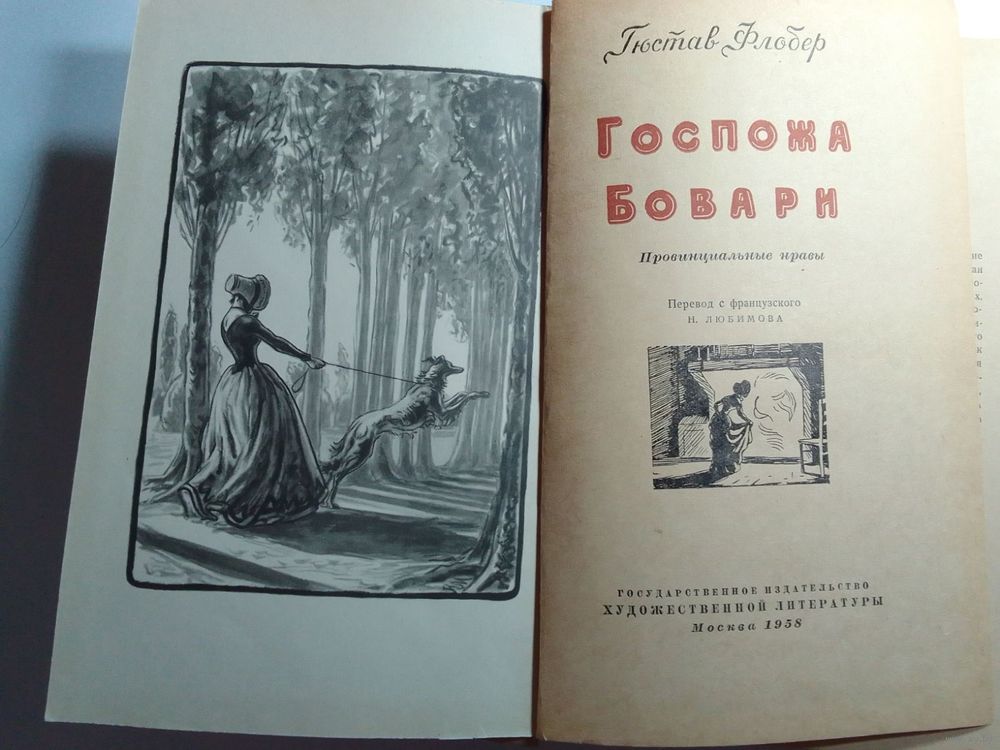 Гюстав Флобер
Госпожа
Бовари
Провинциальные нравы
Перевод с французского
Н. ЛЮБИМОВА
ГОСУДАРСТВЕННОЕ ИЗДАТЕЛЬСТВО
ХУДОЖЕСТВЕННОЙ ЛИТЕРАТУРЫ
Москва 1958